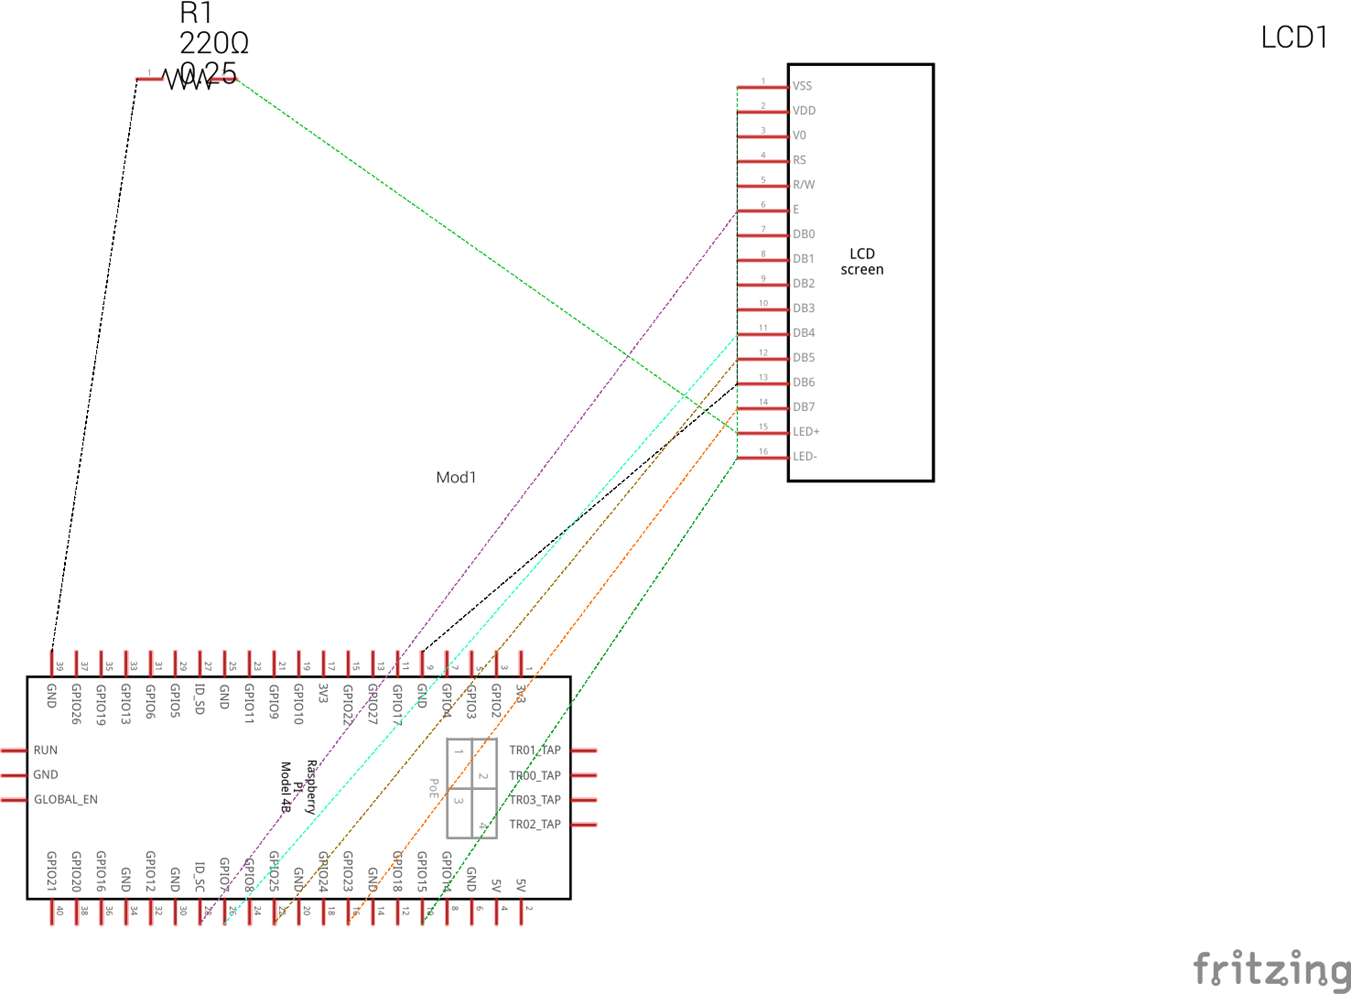 R1
220Ω
0.25
1
LCD1
1 VSS
2 VDD
3 V0
4 RS
5 R/W
6 E
7 DB0
8 DB1
9 DB2
10 DB3
11 DB4
12 DB5
13 DB6
14 DB7
15 LED+
16 LED-
LCD
screen
Mod1
39 37 35 33 31 29 27 25 23 21 19 17 15 13 11 9 7 5 3 1
GND GPIO26 GPIO19 GPIO13 GPIO6 GPIO5 ID_SD GND GPIO11 GPIO9 GPIO10 3V3 GPIO22 GPIO27 GPIO17 GND GPIO4 GPIO3 GPIO2 3V3
RUN
GND
GLOBAL_EN
Raspberry
Pi
Model 4B
PoE
1
2
3
4
TR01_TAP
TR00_TAP
TR03_TAP
TR02_TAP
GPIO21 GPIO20 GPIO16 GND GPIO12 GND ID_SC GPIO7 GPIO8 GPIO25 GND GPIO24 GPIO23 GND GPIO18 GPIO15 GPIO14 GND 5V 5V
40 38 36 34 32 30 28 26 24 22 20 18 16 14 12 10 8 6 4 2
fritzing